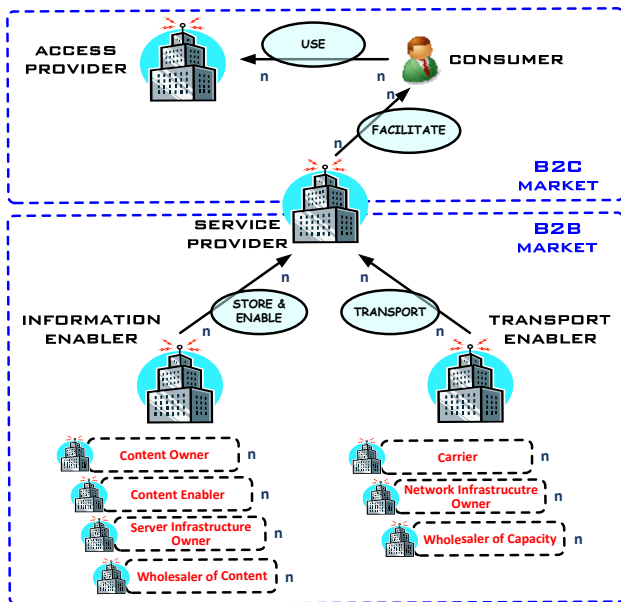 ACCESS
PROVIDER
USE
CONSUMER
n
n
n
FACILITATE
n
B2C
MARKET
SERVICE
PROVIDER
B2B
MARKET
n
n
STORE &
ENABLE
TRANSPORT
n
n
INFORMATION
ENABLER
TRANSPORT
ENABLER
Content Owner
n
Content Enabler
n
Server Infrastructure
Owner
n
Wholesaler of Content
n
Carrier
n
Network Infrastrucutre
Owner
n
Wholesaler of Capacity
n